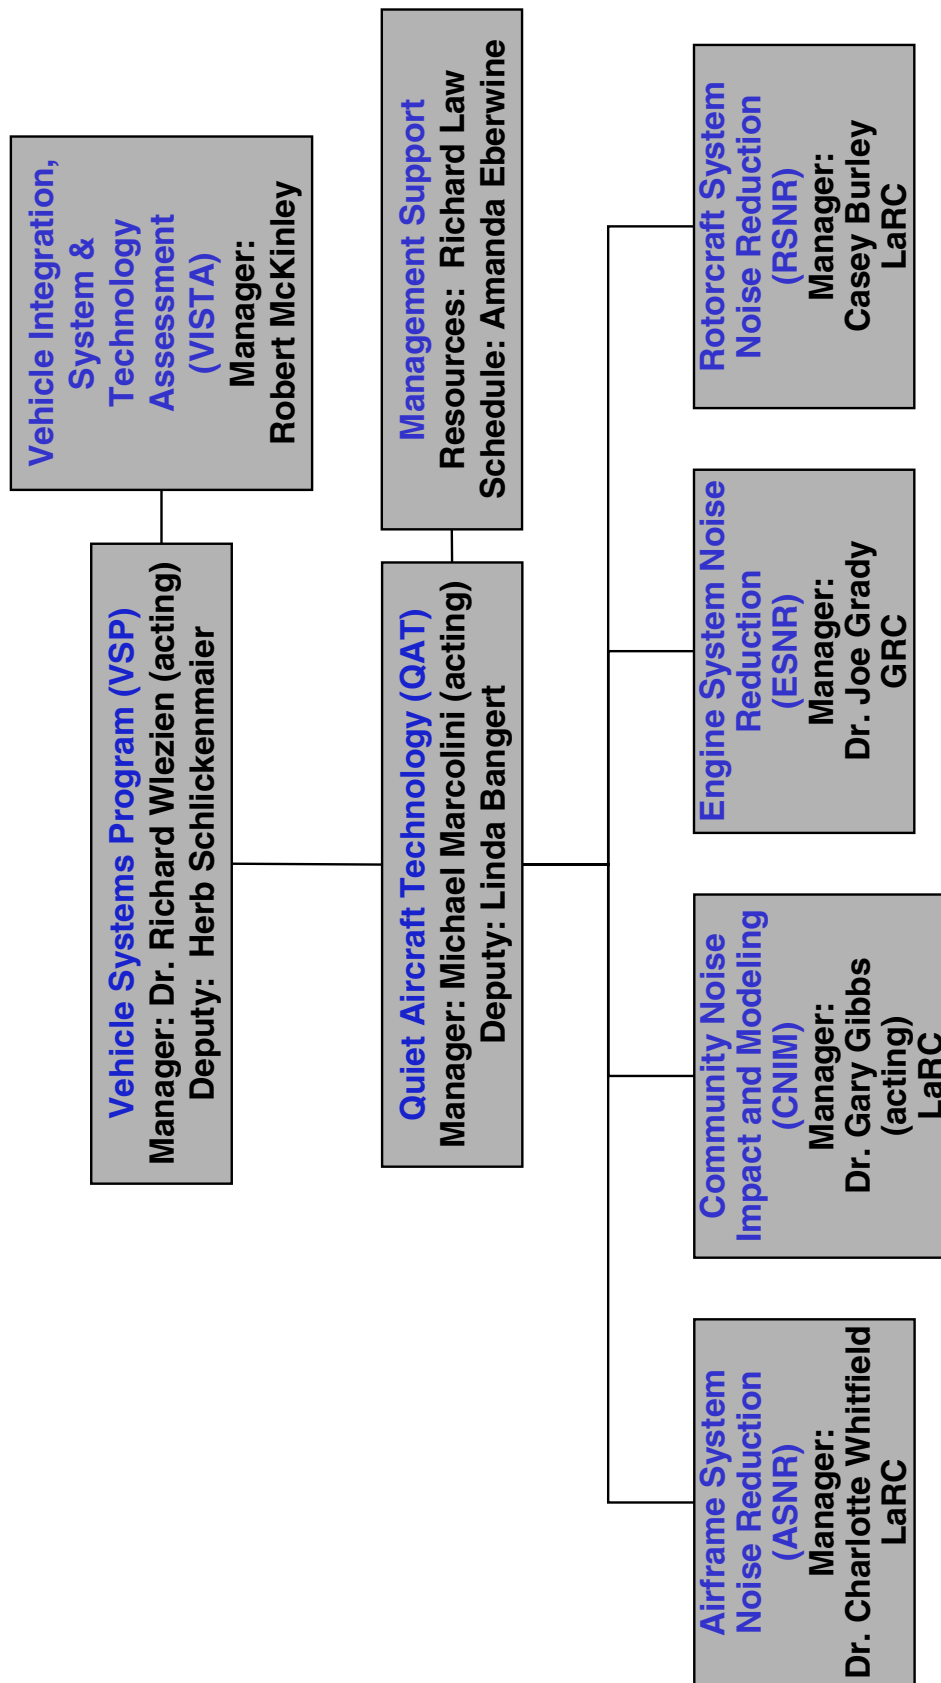 Vehicle Systems Program (VSP)
Manager: Dr. Richard Wlezien (acting)
Deputy:  Herb Schlickenmaier
Vehicle Integration,
System &
Technology
Assessment
(VISTA)
Manager:
Robert McKinley
Quiet Aircraft Technology (QAT)
Manager: Michael Marcolini (acting)
Deputy: Linda Bangert
Management Support
Resources:  Richard Law
Schedule: Amanda Eberwine
Airframe System
Noise Reduction
(ASNR)
Manager:
Dr. Charlotte Whitfield
LaRC
Community Noise
Impact and Modeling
(CNIM)
Manager:
Dr. Gary Gibbs
(acting)
LaRC
Engine System Noise
Reduction
(ESNR)
Manager:
Dr. Joe Grady
GRC
Rotorcraft System
Noise Reduction
(RSNR)
Manager:
Casey Burley
LaRC